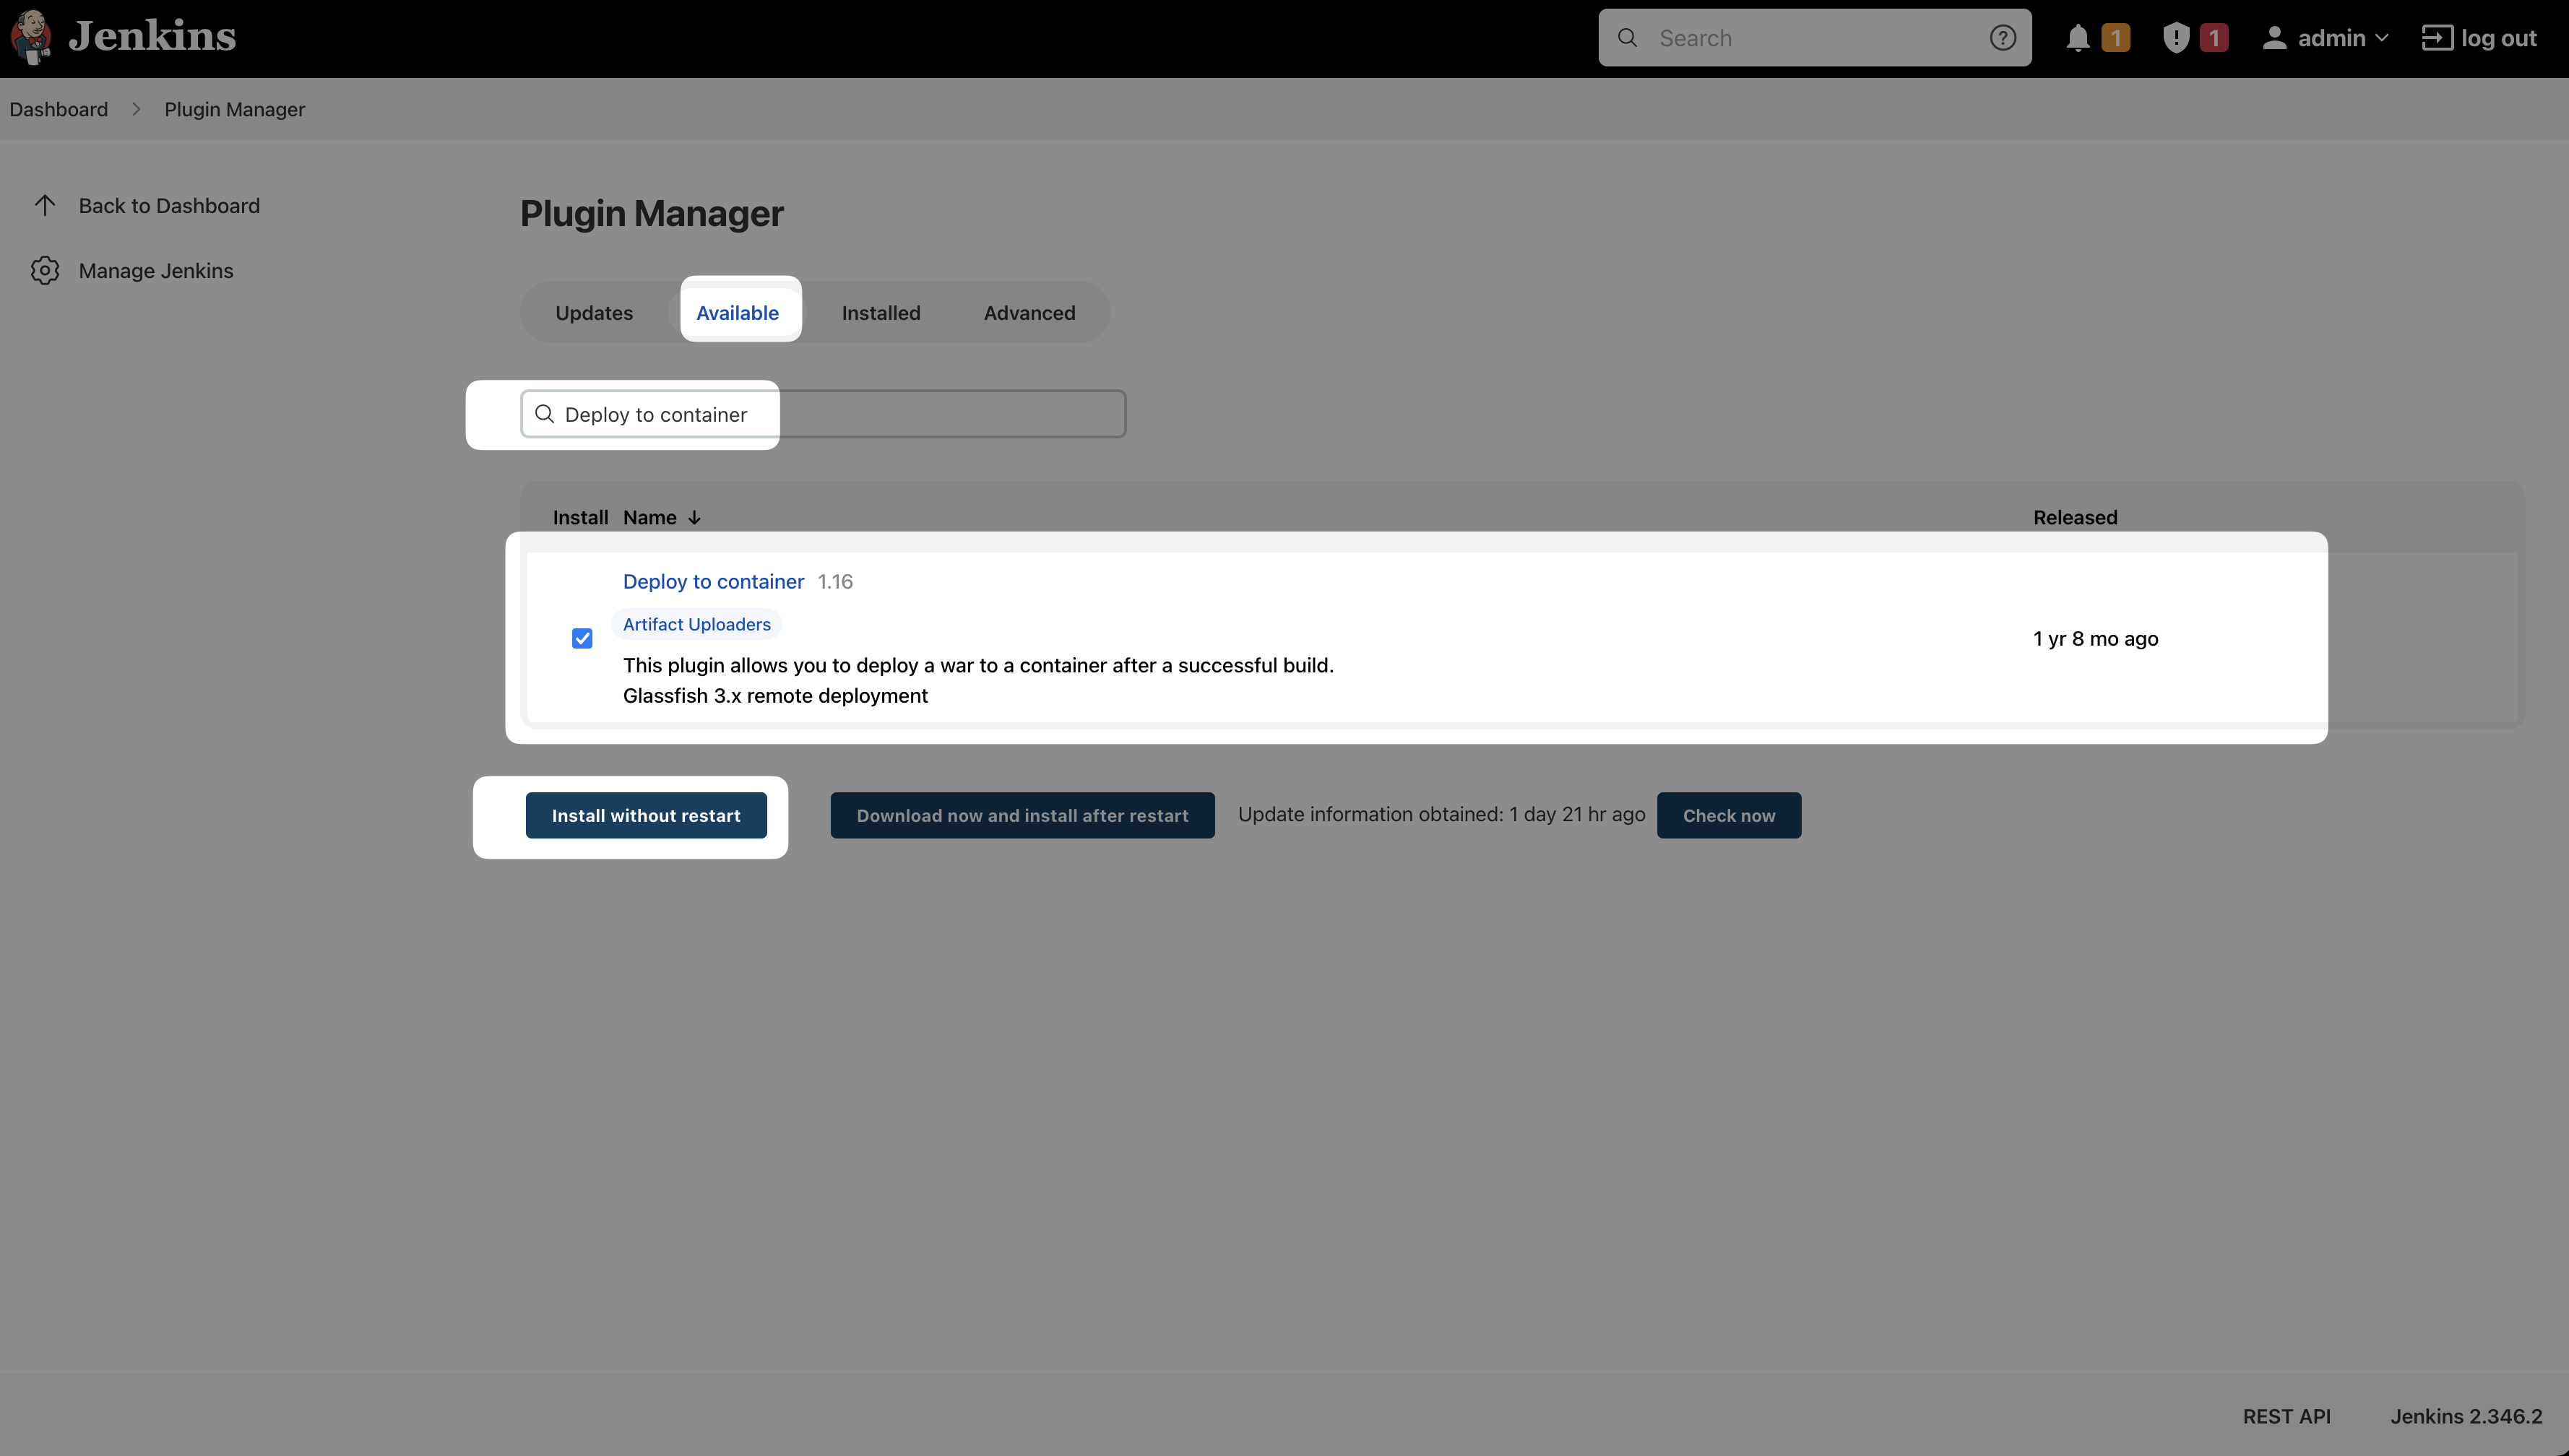 Jenkins
Search
1
1
admin
log out
Dashboard
Plugin Manager
Back to Dashboard
Manage Jenkins
Plugin Manager
Updates
Available
Installed
Advanced
Deploy to container
Install Name ↓ Released
Deploy to container 1.16
Artifact Uploaders
This plugin allows you to deploy a war to a container after a successful build.
Glassfish 3.x remote deployment
1 yr 8 mo ago
Install without restart
Download now and install after restart
Update information obtained: 1 day 21 hr ago
Check now
REST API
Jenkins 2.346.2